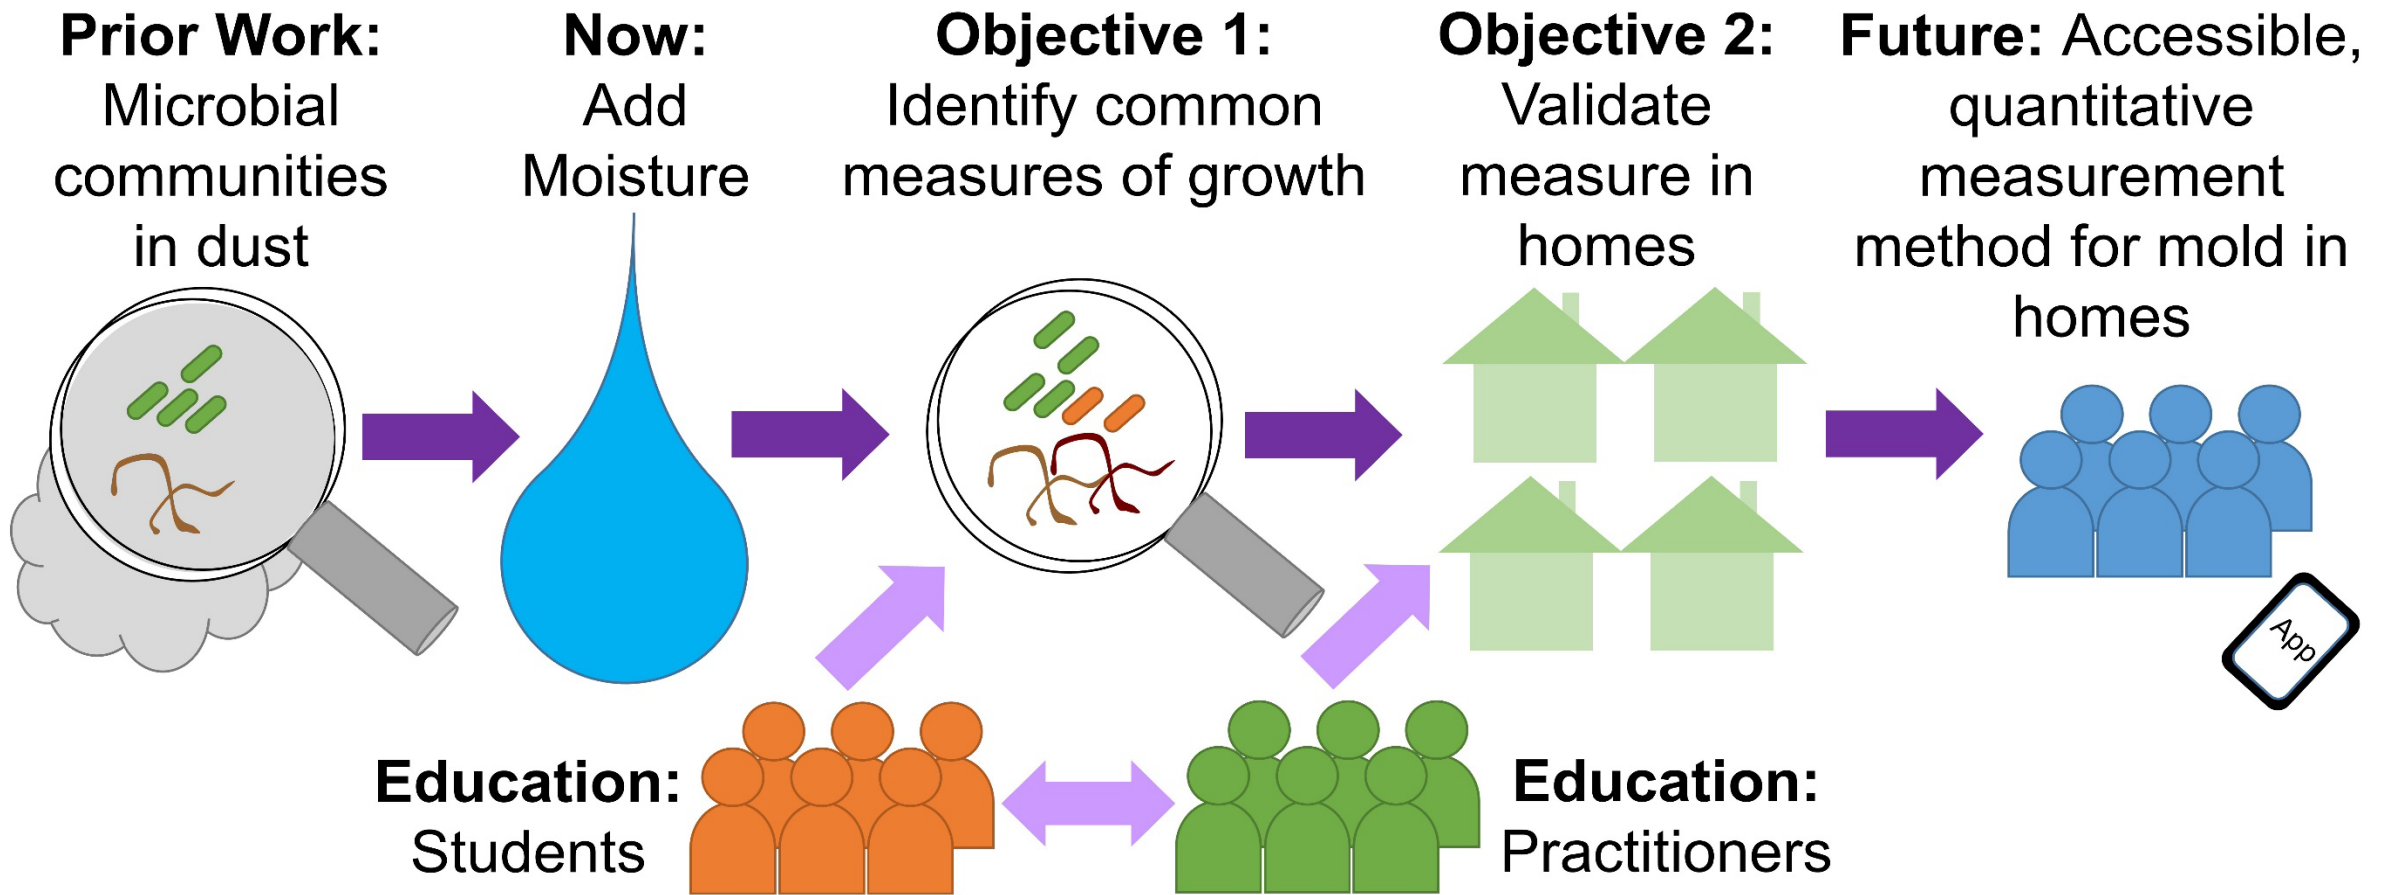 Prior Work:
Microbial
communities
in dust
Now:
Add
Moisture
Objective 1:
Identify common
measures of growth
Objective 2:
Validate
measure in
homes
Future: Accessible,
quantitative
measurement
method for mold in
homes
App
Education:
Students
Education:
Practitioners